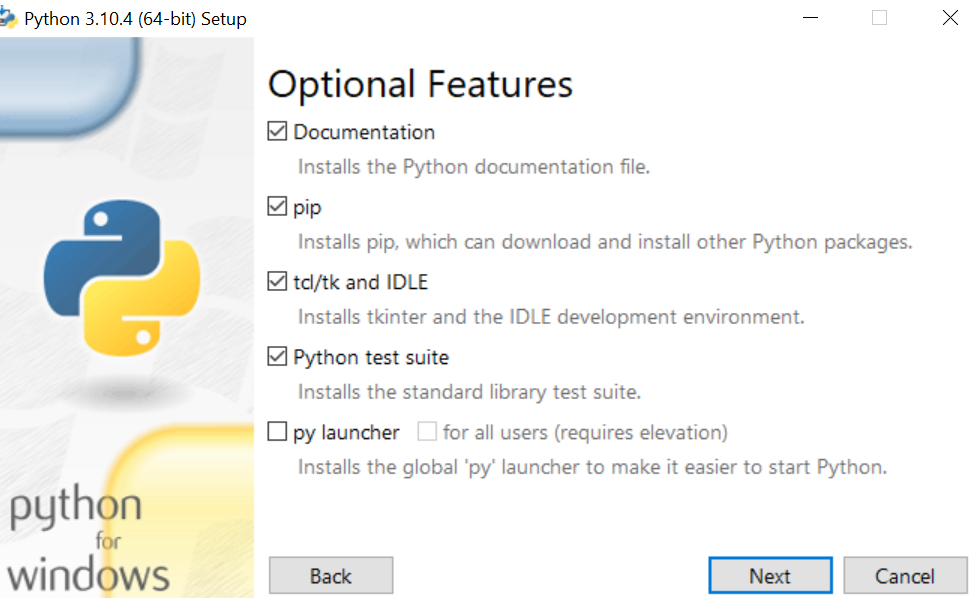 Python 3.10.4 (64-bit) Setup
Optional Features
Documentation
Installs the Python documentation file.
pip
Installs pip, which can download and install other Python packages.
tcl/tk and IDLE
Installs tkinter and the IDLE development environment.
Python test suite
Installs the standard library test suite.
py launcher for all users (requires elevation)
Installs the global 'py' launcher to make it easier to start Python.
python
for
windows
Back Next Cancel